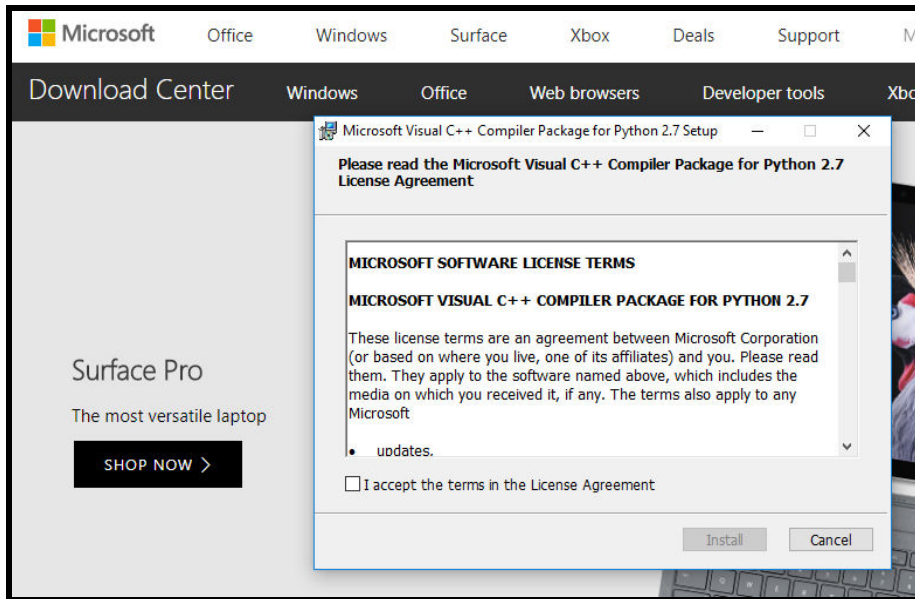 Microsoft Office Windows Surface Xbox Deals Support
Download Center Windows Office Web browsers Developer tools
Microsoft Visual C++ Compiler Package for Python 2.7 Setup
Please read the Microsoft Visual C++ Compiler Package for Python 2.7
License Agreement
MICROSOFT SOFTWARE LICENSE TERMS
MICROSOFT VISUAL C++ COMPILER PACKAGE FOR PYTHON 2.7
These license terms are an agreement between Microsoft Corporation
(or based on where you live, one of its affiliates) and you. Please read
them. They apply to the software named above, which includes the
media on which you received it, if any. The terms also apply to any
Microsoft
• updates,
I accept the terms in the License Agreement
Install Cancel
Surface Pro
The most versatile laptop
SHOP NOW